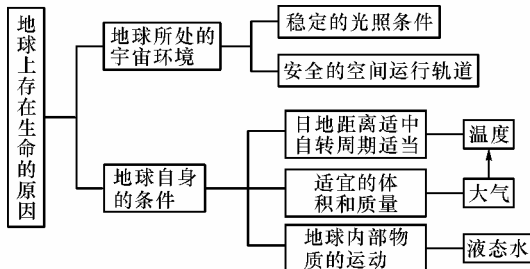 地球上存在生命的原因
地球所处的
宇宙环境
稳定的光照条件
安全的空间运行轨道
地球自身
的条件
日地距离适中
自转周期适当
温度
适宜的体
积和质量
大气
地球内部物
质的运动
液态水